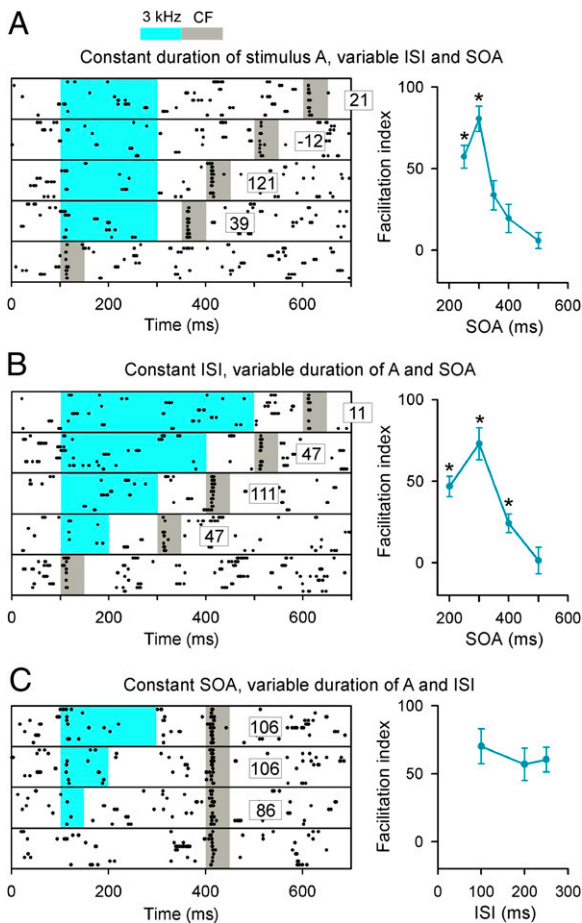 3 kHz CF
A
Constant duration of stimulus A, variable ISI and SOA
21
-12
121
39
0 200 400 600
Time (ms)
Facilitation index
100
50
0
200 400 600
SOA (ms)
* *
B
Constant ISI, variable duration of A and SOA
11
47
111
47
0 200 400 600
Time (ms)
Facilitation index
100
50
0
200 400 600
SOA (ms)
* * *
C
Constant SOA, variable duration of A and ISI
106
106
86
0 200 400 600
Time (ms)
Facilitation index
100
50
0
0 100 200 300
ISI (ms)